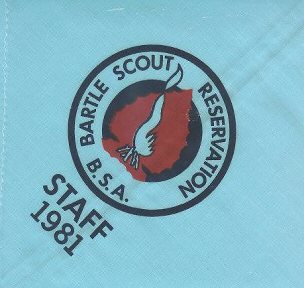 BARTLE SCOUT RESERVATION
B.S.A.
STAFF
1981